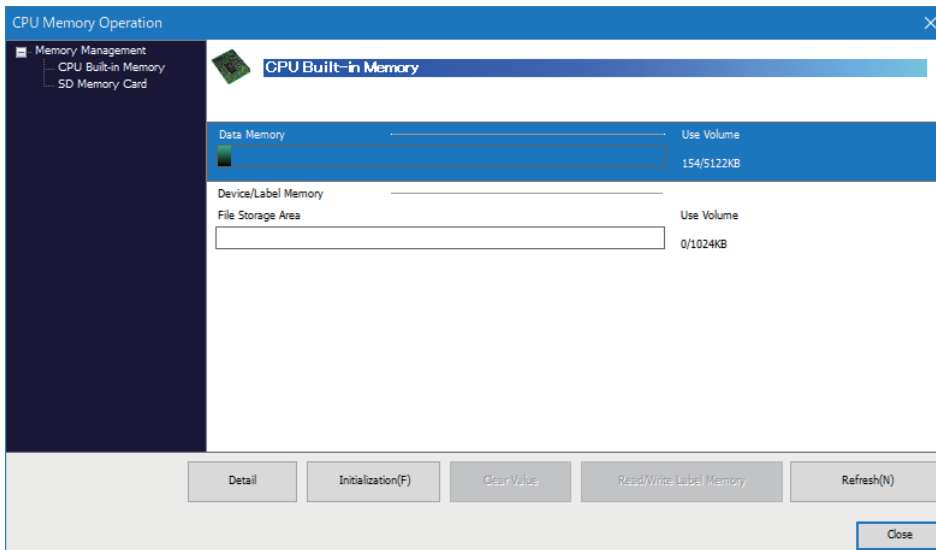 CPU Memory Operation
Memory Management
CPU Built-in Memory
SD Memory Card
CPU Built-in Memory
Data Memory
Use Volume
154/5122KB
Device/Label Memory
File Storage Area
Use Volume
0/1024KB
Detail
Initialization(F)
Clear Value
Read/Write Label Memory
Refresh(N)
Close